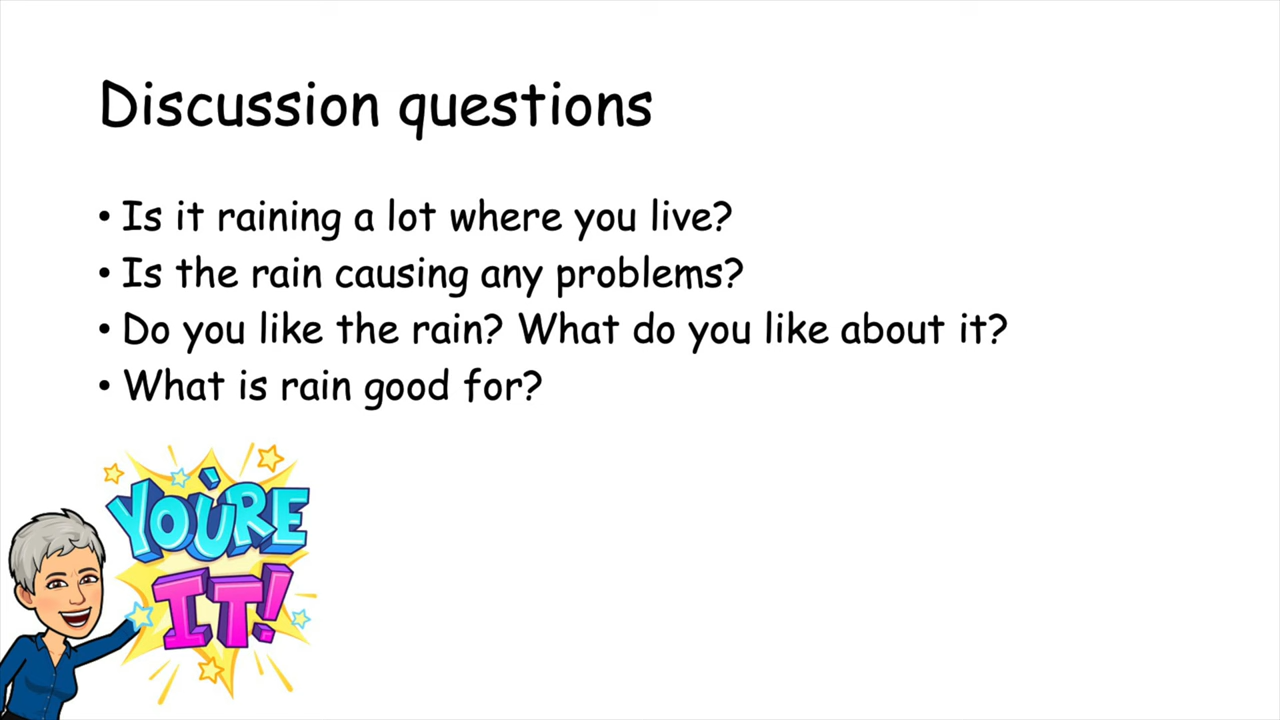 Discussion questions
• Is it raining a lot where you live?
• Is the rain causing any problems?
• Do you like the rain? What do you like about it?
• What is rain good for?
YOU'RE
IT!